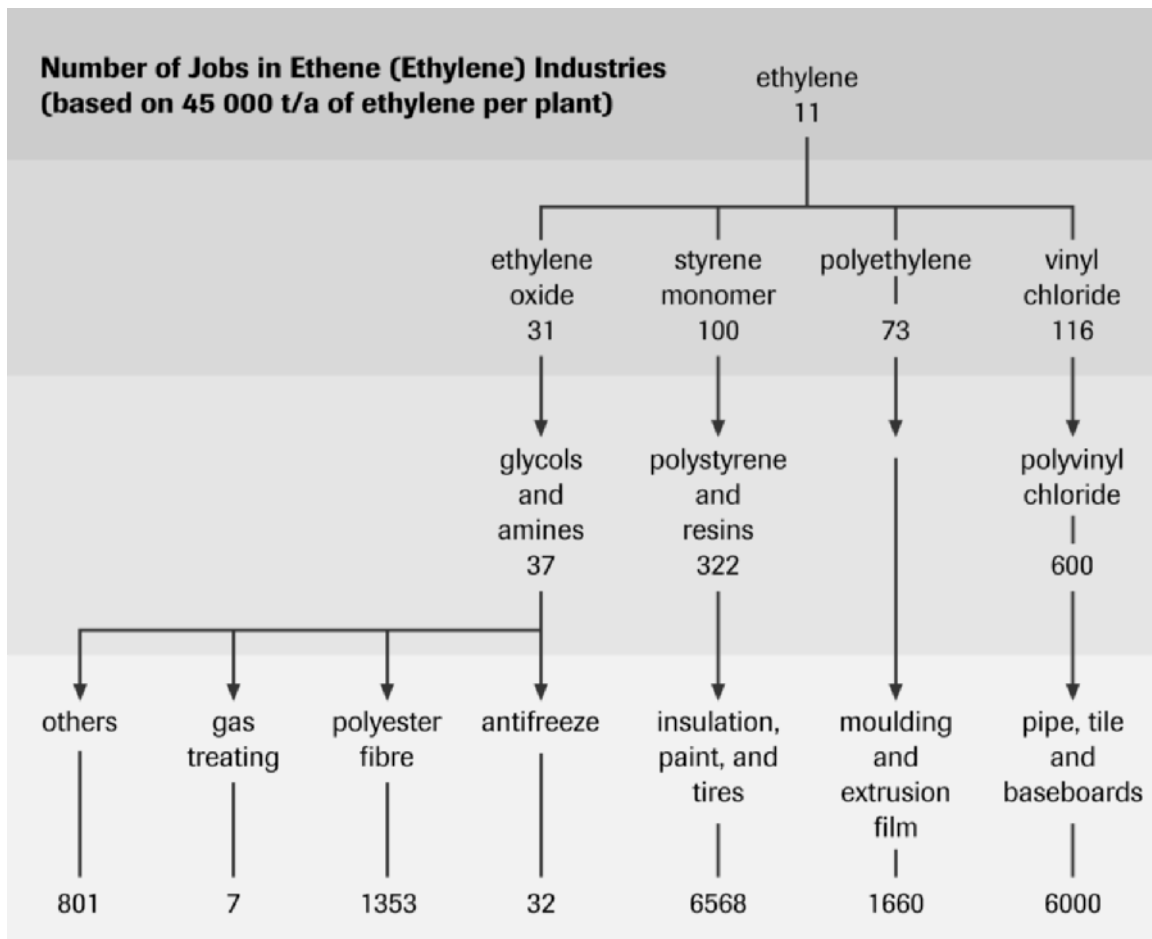 Number of Jobs in Ethene (Ethylene) Industries
(based on 45 000 t/a of ethylene per plant)
ethylene
11
ethylene
oxide
31
styrene
monomer
100
polyethylene
73
vinyl
chloride
116
glycols
and
amines
37
polystyrene
and
resins
322
polyvinyl
chloride
600
others
801
gas
treating
7
polyester
fibre
1353
antifreeze
32
insulation,
paint, and
tires
6568
moulding
and
extrusion
film
1660
pipe, tile
and
baseboards
6000